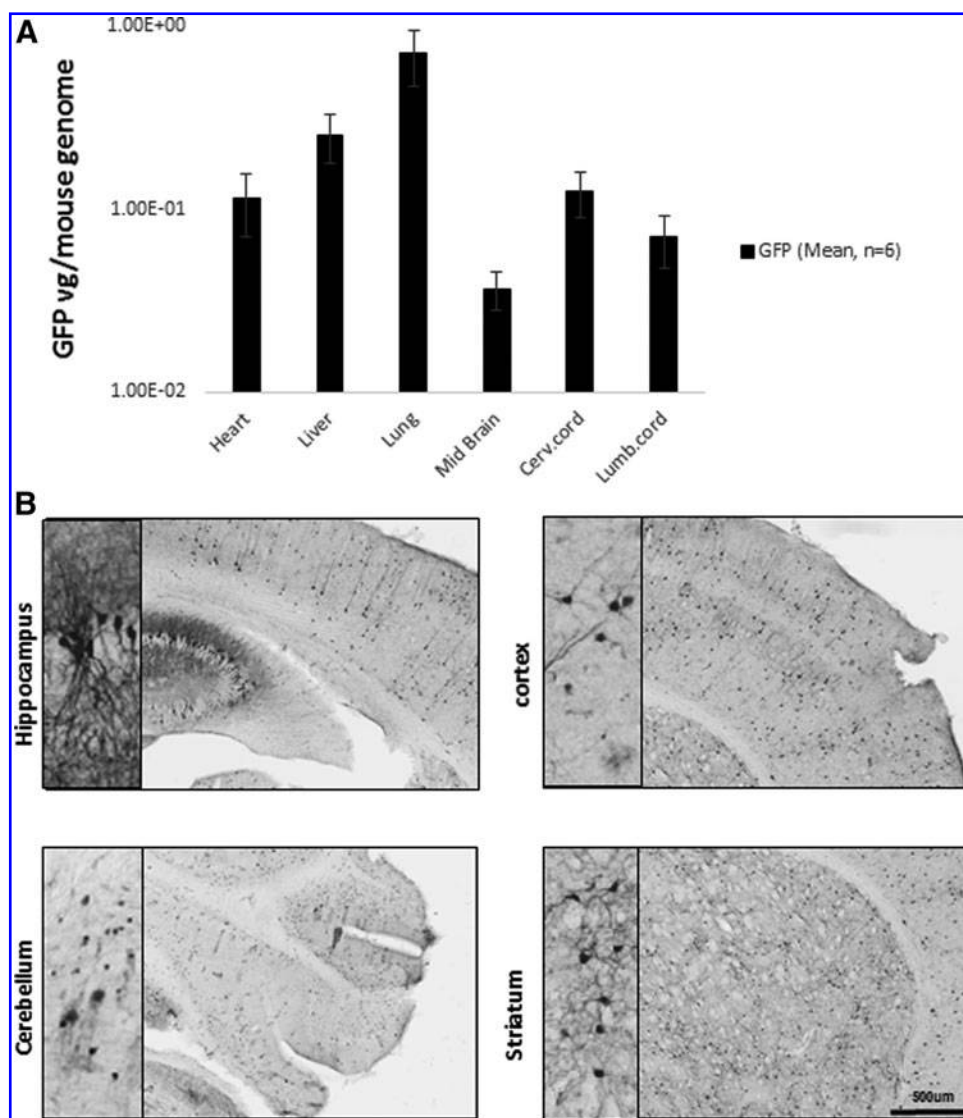 A
GFP vg/mouse genome
1.00E+00
1.00E-01
1.00E-02
Heart
Liver
Lung
Mid Brain
Cerv.cord
Lumb.cord
GFP (Mean, n=6)
B
Hippocampus
cortex
Cerebellum
Striatum
500um